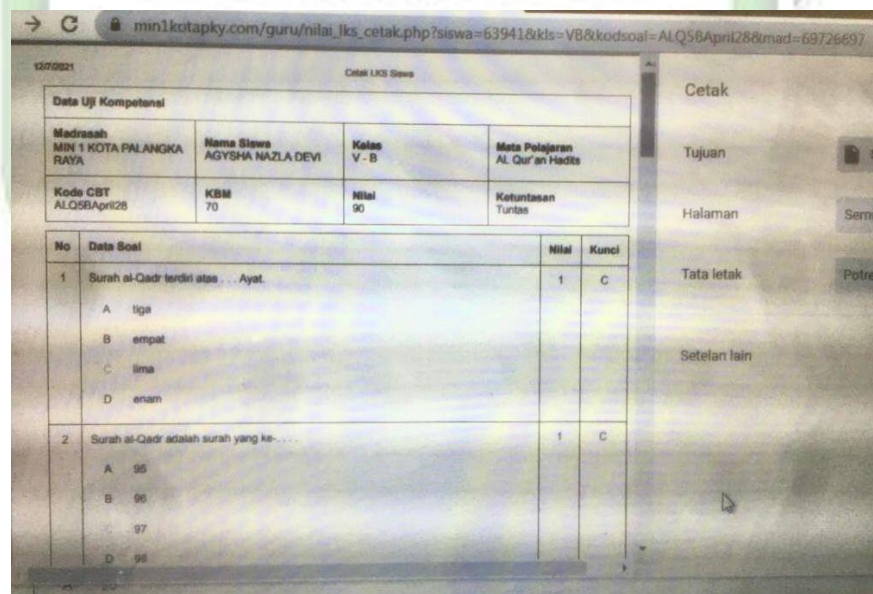 min1kotapky.com/guru/nilai_lks_cetak.php?siswa=63941&kls=VB&kodsoal=ALQ5BApril28&mad=69726697
12/7/2021
Cetak LKS Siswa
Data Uji Kompetensi
Madrasah
MIN 1 KOTA PALANGKA RAYA
Nama Siswa
AGYSHA NAZLA DEVI
Kelas
V - B
Mata Pelajaran
AL Qur'an Hadits
Kode CBT
ALQ5BApril28
KBM
70
Nilai
90
Ketuntasan
Tuntas
No Data Soal Nilai Kunci
1 Surah al-Qadr terdiri atas . . . Ayat. 1 C
A tiga
B empat
C lima
D enam
2 Surah al-Qadr adalah surah yang ke-. . . . 1 C
A 95
B 96
C 97
D 98
Cetak
Tujuan
Halaman
Tata letak
Setelan lain